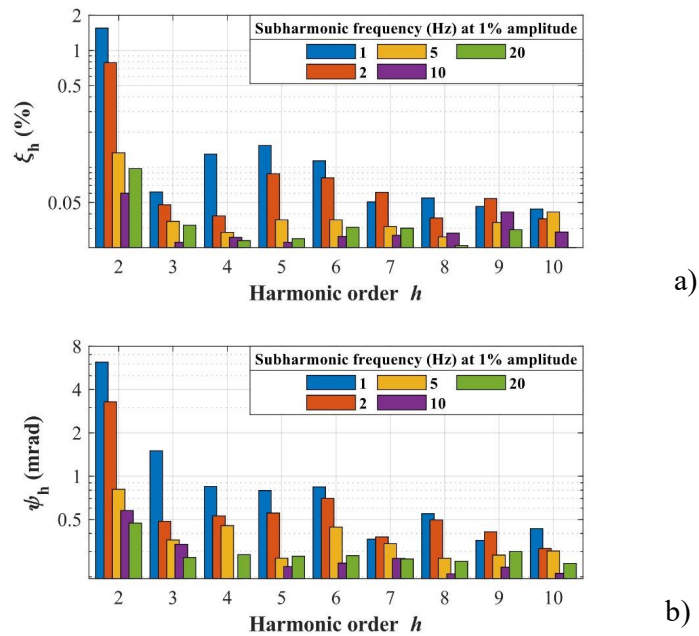 2
1
0.5
0.05
ξh (%)
Subharmonic frequency (Hz) at 1% amplitude
1 5 20
2 10
2 3 4 5 6 7 8 9 10
Harmonic order h
a)
8
4
2
1
0.5
ψh (mrad)
Subharmonic frequency (Hz) at 1% amplitude
1 5 20
2 10
2 3 4 5 6 7 8 9 10
Harmonic order h
b)